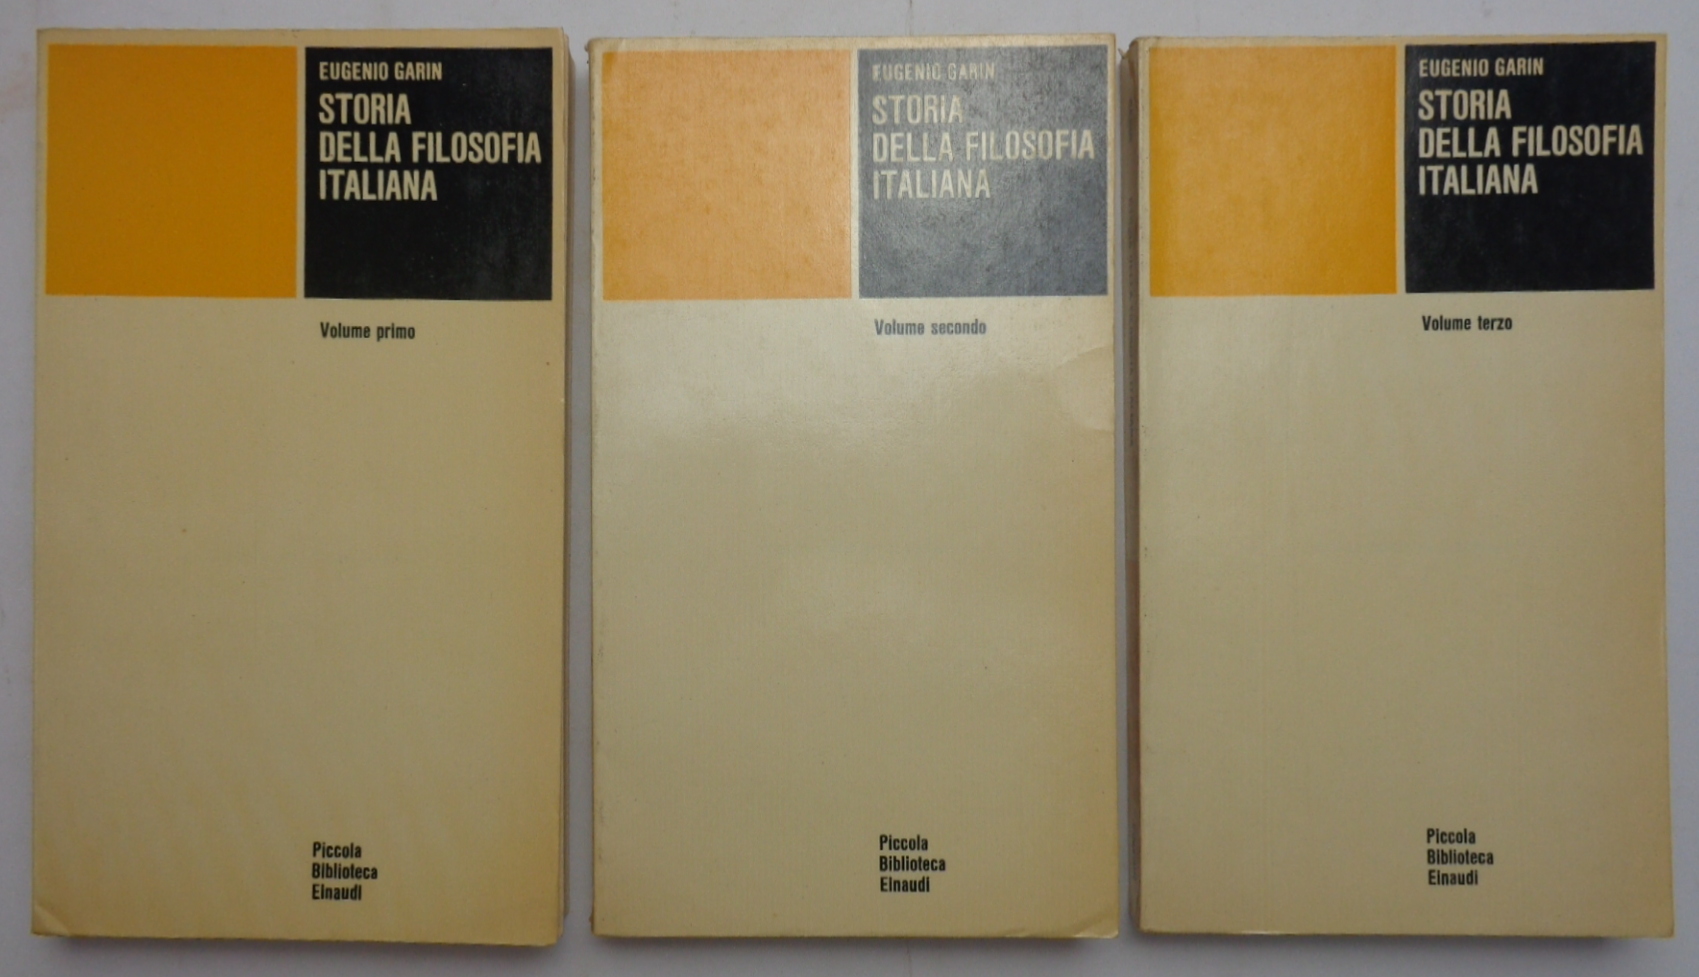 EUGENIO GARIN
STORIA
DELLA FILOSOFIA
ITALIANA
Volume primo
Piccola
Biblioteca
Einaudi
EUGENIO GARIN
STORIA
DELLA FILOSOFIA
ITALIANA
Volume secondo
Piccola
Biblioteca
Einaudi
EUGENIO GARIN
STORIA
DELLA FILOSOFIA
ITALIANA
Volume terzo
Piccola
Biblioteca
Einaudi